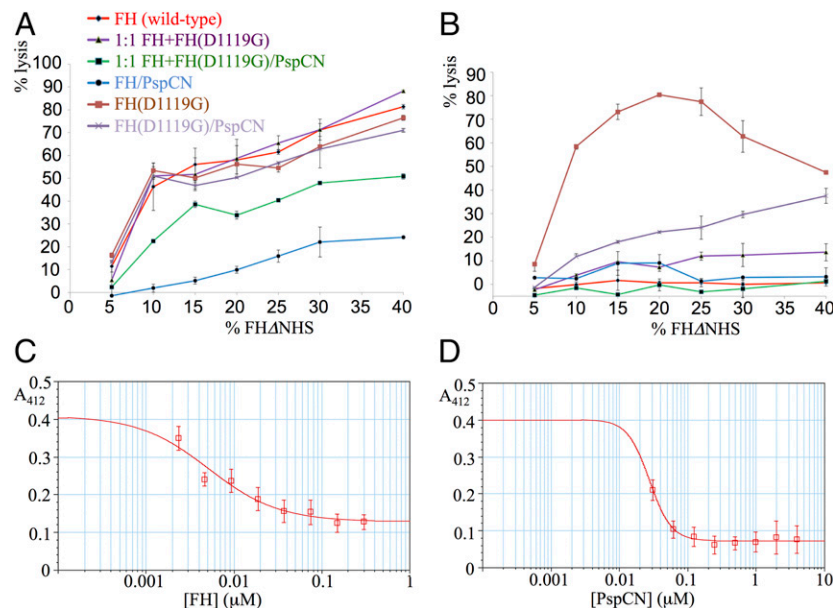 A
% lysis
FH (wild-type)
1:1 FH+FH(D1119G)
1:1 FH+FH(D1119G)/PspCN
FH/PspCN
FH(D1119G)
FH(D1119G)/PspCN
100
90
80
70
60
50
40
30
20
10
0
0 5 10 15 20 25 30 40
% FHΔNHS
B
% lysis
90
80
70
60
50
40
30
20
10
0
0 5 10 15 20 25 30 35 40
% FHΔNHS
C
A412
0.5
0.4
0.3
0.2
0.1
0
0.001 0.01 0.1 1
[FH] (μM)
D
A412
0.5
0.4
0.3
0.2
0.1
0
0.001 0.01 0.1 1 10
[PspCN] (μM)